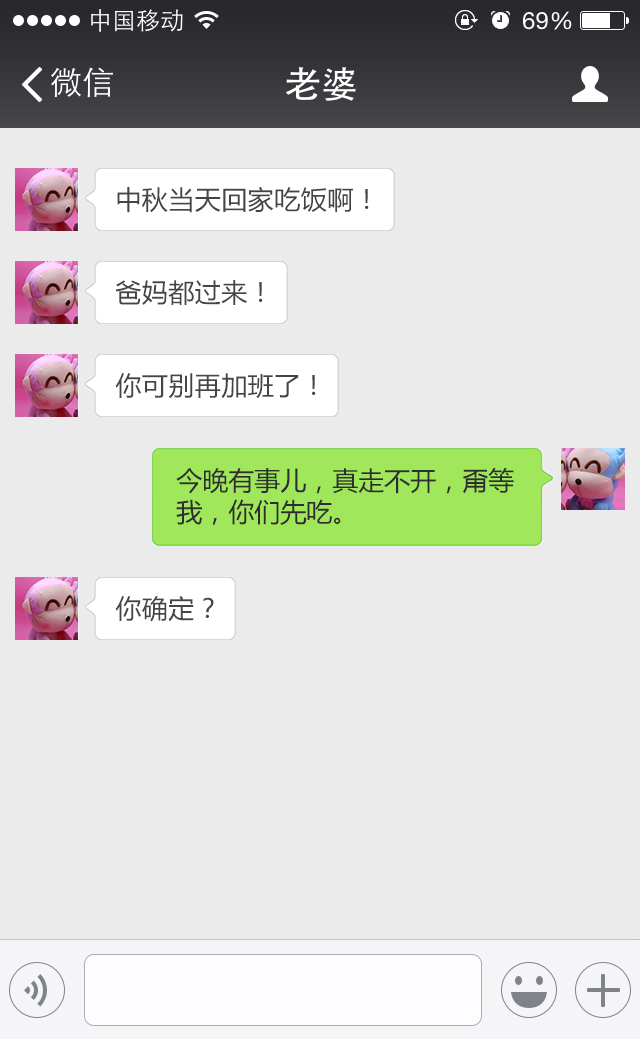 中国移动 69%
微信 老婆
中秋当天回家吃饭啊！
爸妈都过来！
你可别再加班了！
今晚有事儿，真走不开，甭等
我，你们先吃。
你确定？